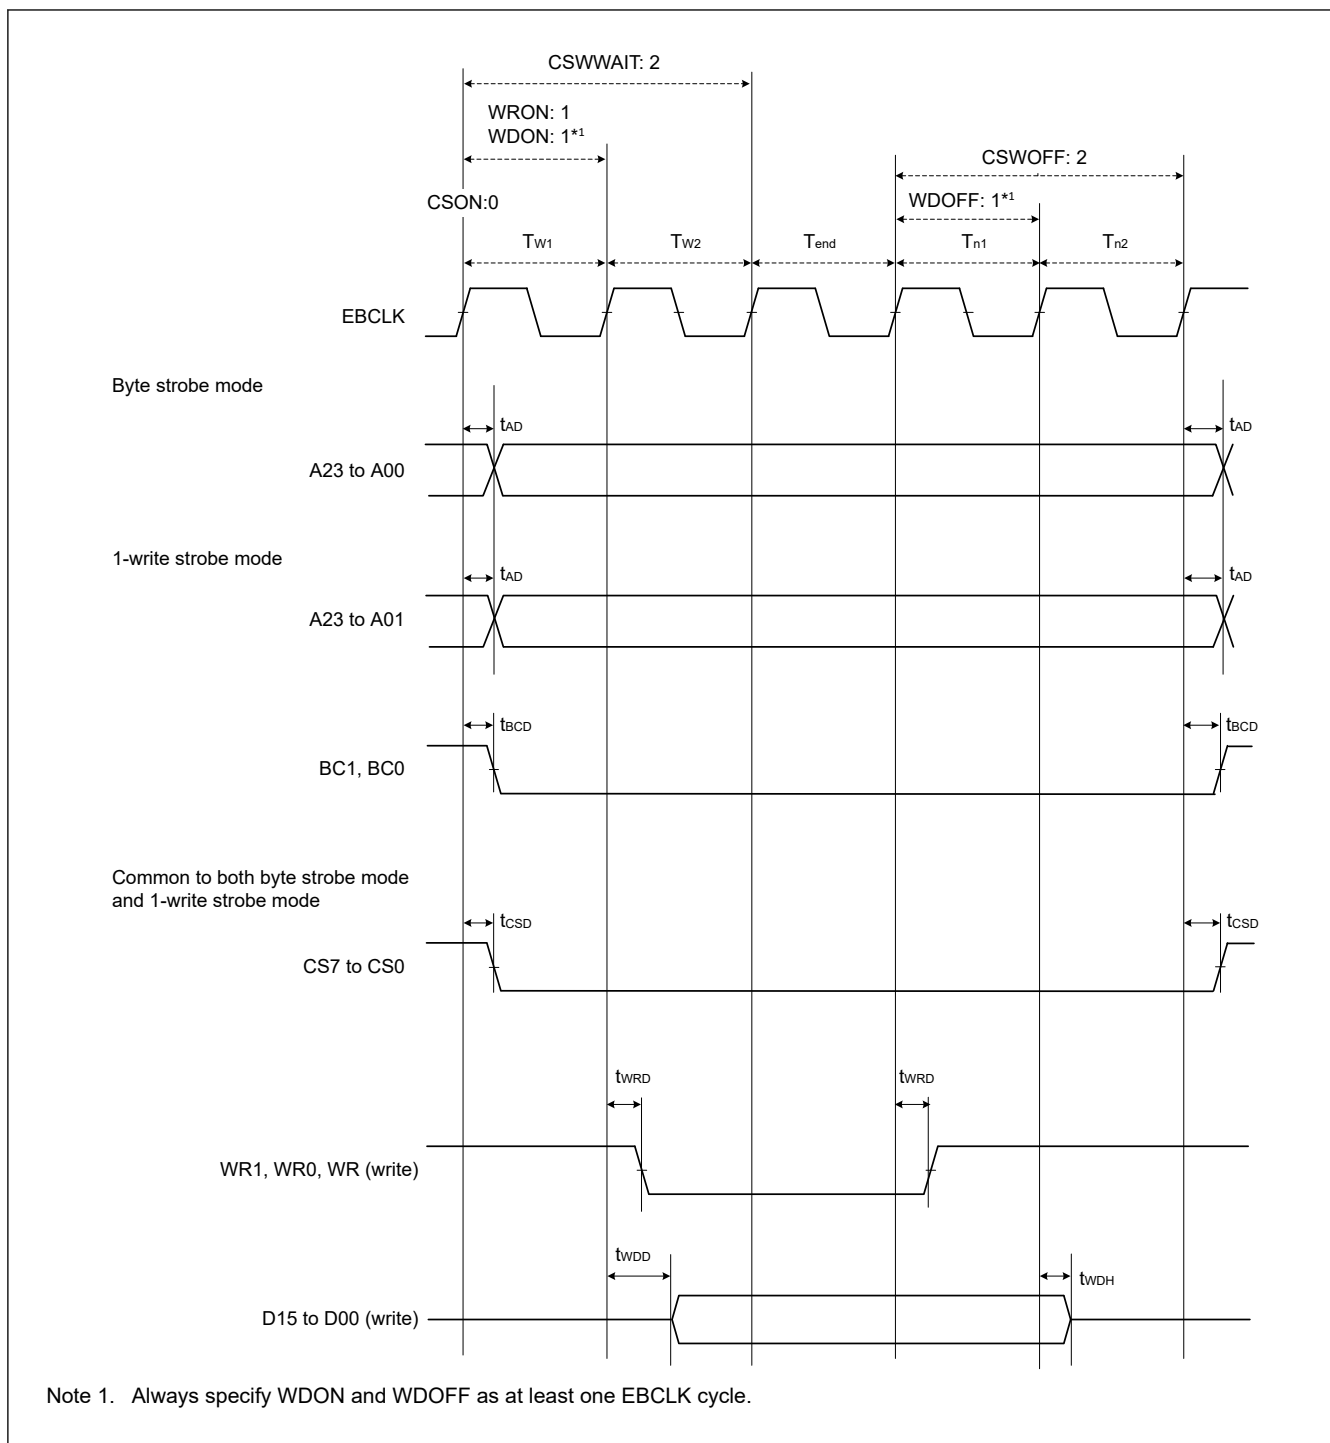 CSWWAIT: 2
WRON: 1
WDON: 1*1
CSWOFF: 2
CSON:0
WDOFF: 1*1
TW1
TW2
Tend
Tn1
Tn2
EBCLK
Byte strobe mode
tAD
tAD
A23 to A00
1-write strobe mode
tAD
tAD
A23 to A01
tBCD
tBCD
BC1, BC0
Common to both byte strobe mode
and 1-write strobe mode
tCSD
tCSD
CS7 to CS0
tWRD
tWRD
WR1, WR0, WR (write)
tWDD
tWDH
D15 to D00 (write)
Note 1. Always specify WDON and WDOFF as at least one EBCLK cycle.